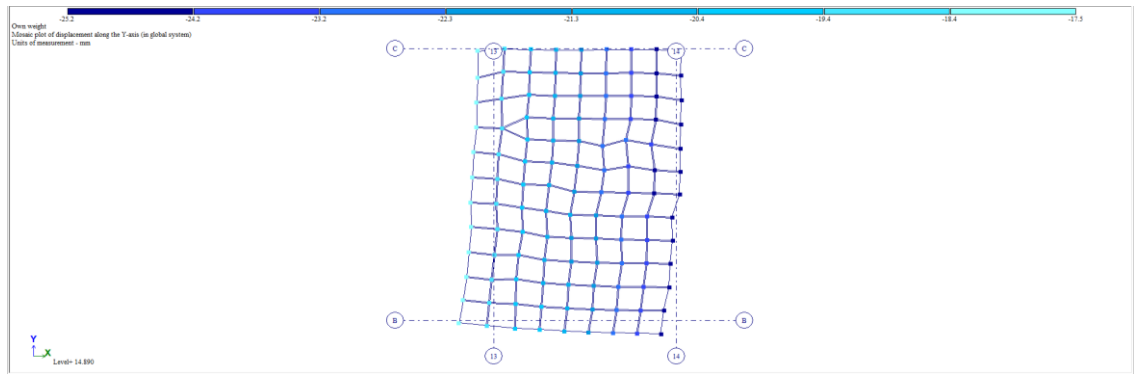 -25.2 -24.2 -23.2 -22.3 -21.3 -20.4 -19.4 -18.4 -17.5
Own weight
Mosaic plot of displacement along the Y-axis (in global system)
Units of measurement - mm
C 13 14 C
B B
13 14
Y
X
Level= 14.890